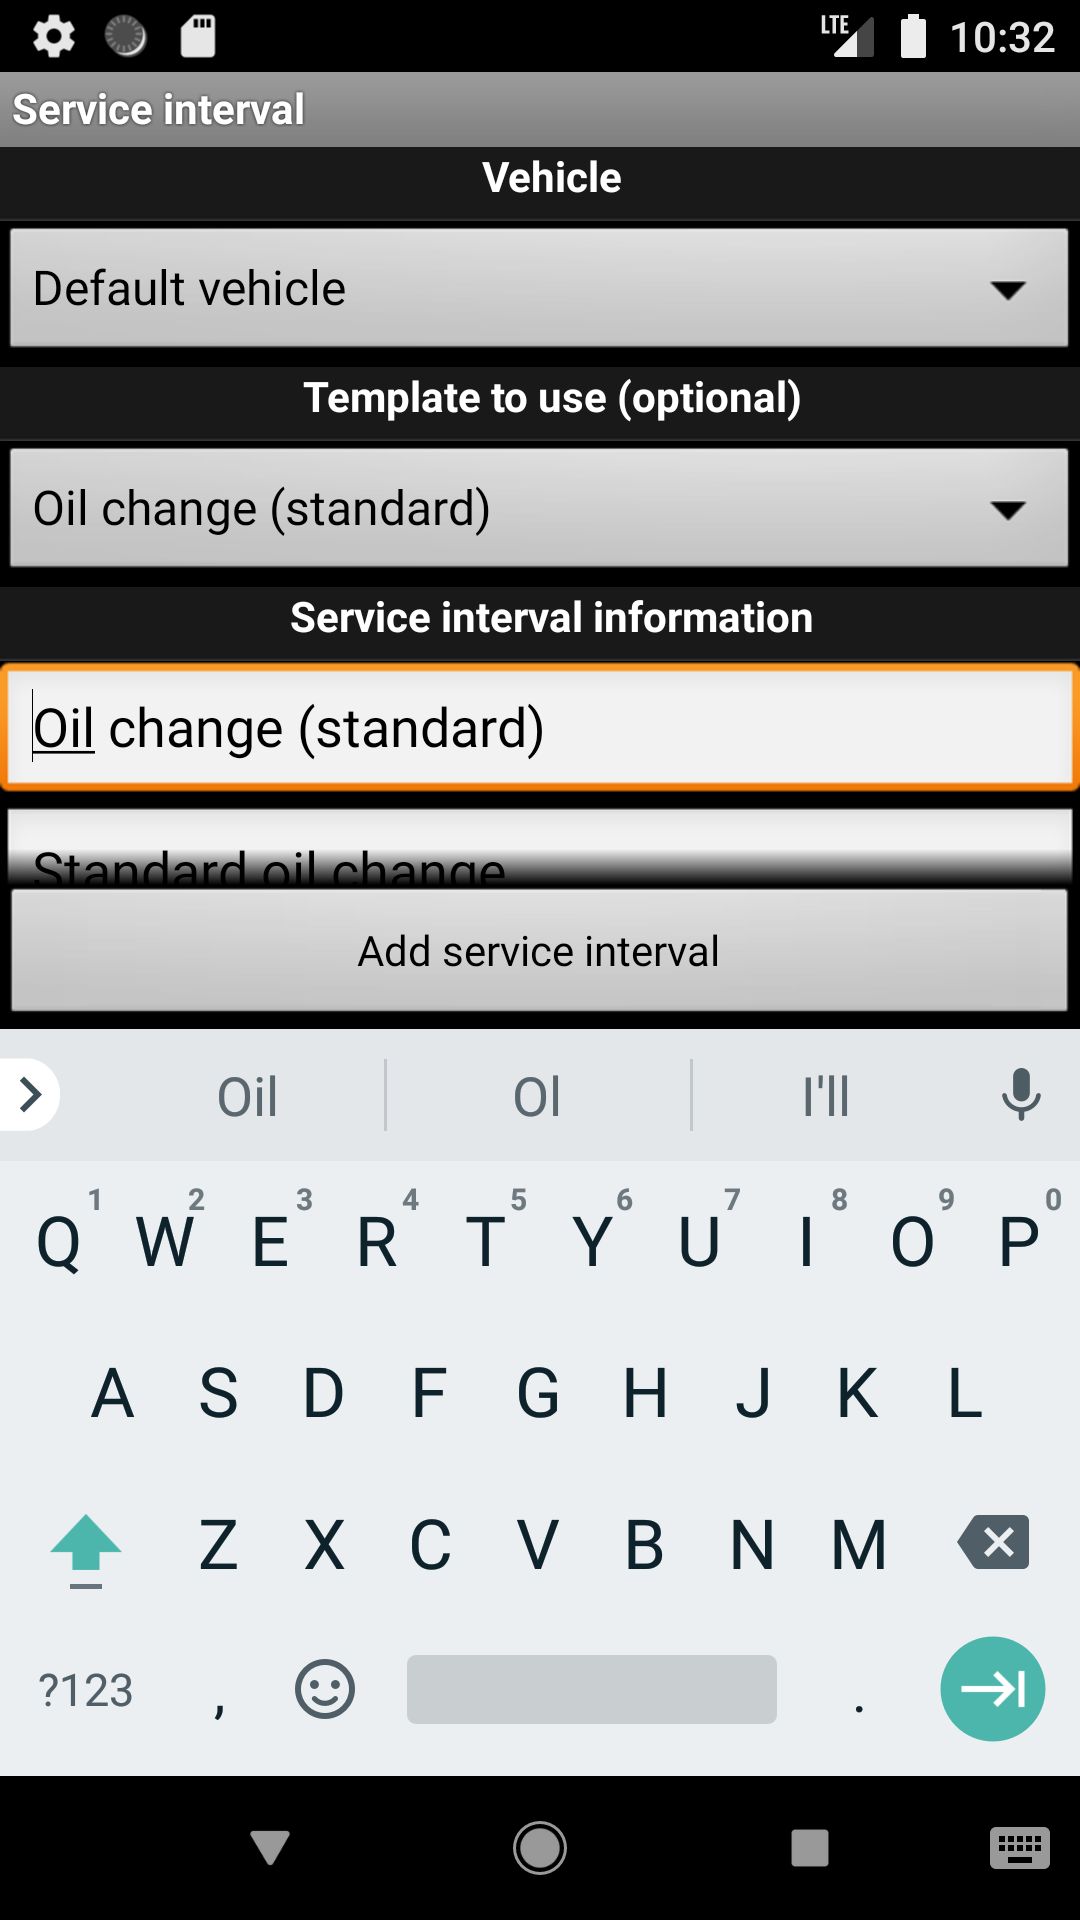 LTE 10:32
Service interval
Vehicle
Default vehicle
Template to use (optional)
Oil change (standard)
Service interval information
Oil change (standard)
Standard oil change
Add service interval
Oil Ol I'll
1 2 3 4 5 6 7 8 9 0
Q W E R T Y U I O P
A S D F G H J K L
Z X C V B N M
?123 , .